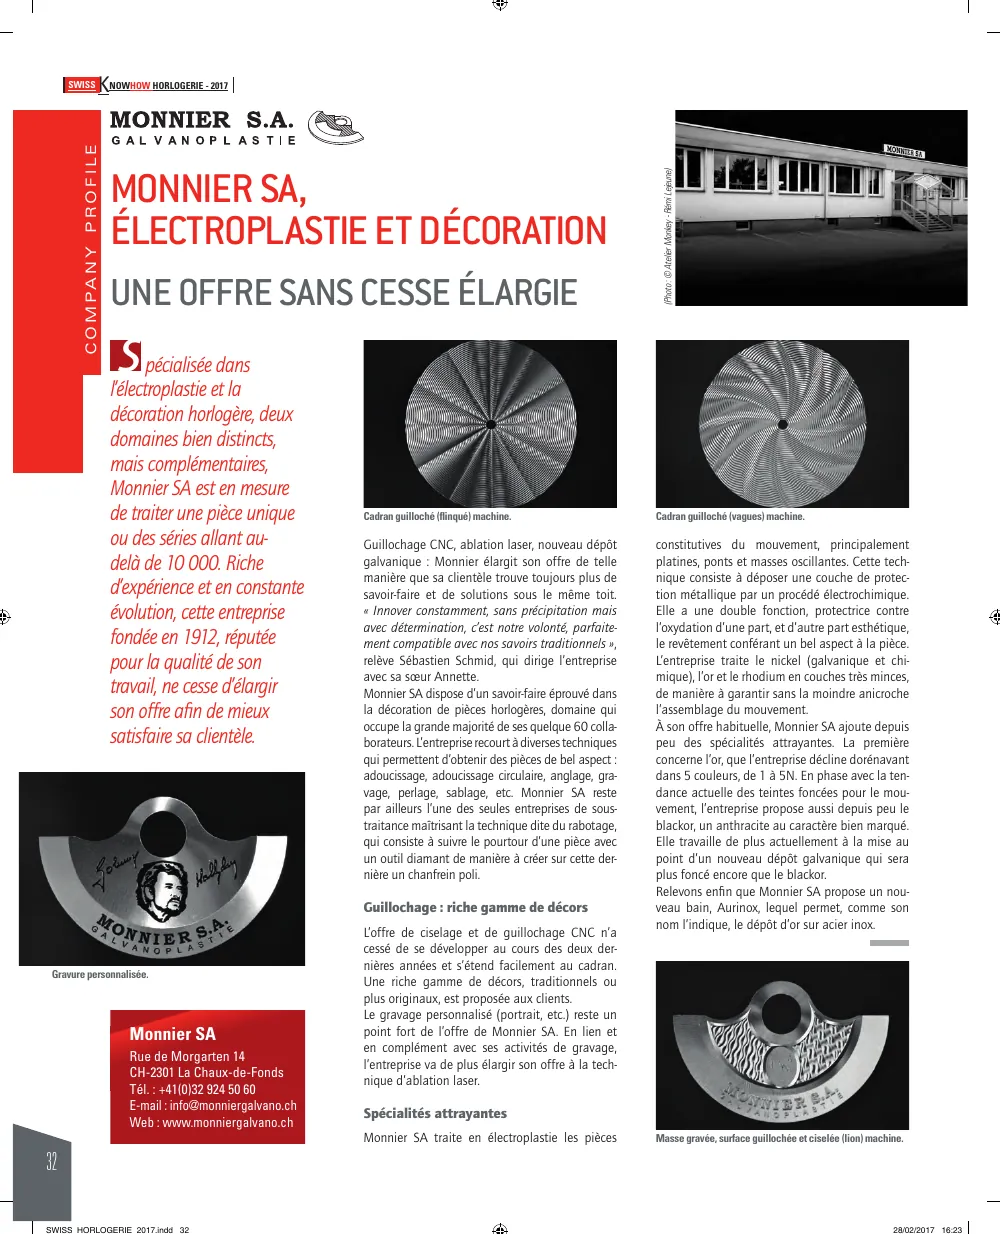 SWISS KNOWHOW HORLOGERIE - 2017
COMPANY PROFILE
MONNIER S.A.
GALVANOPLASTIE
MONNIER SA,
ÉLECTROPLASTIE ET DÉCORATION
UNE OFFRE SANS CESSE ÉLARGIE
MONNIER SA
(Photo : © Atelier Monkey - Rémi Lejeune)
Spécialisée dans
l’électroplastie et la
décoration horlogère, deux
domaines bien distincts,
mais complémentaires,
Monnier SA est en mesure
de traiter une pièce unique
ou des séries allant au-
delà de 10 000. Riche
d’expérience et en constante
évolution, cette entreprise
fondée en 1912, réputée
pour la qualité de son
travail, ne cesse d’élargir
son offre afin de mieux
satisfaire sa clientèle.
Johnny Hallyday
MONNIER S.A.
GALVANOPLASTIE
Gravure personnalisée.
Monnier SA
Rue de Morgarten 14
CH-2301 La Chaux-de-Fonds
Tél. : +41(0)32 924 50 60
E-mail : info@monniergalvano.ch
Web : www.monniergalvano.ch
Cadran guilloché (flinqué) machine.
Guillochage CNC, ablation laser, nouveau dépôt
galvanique : Monnier élargit son offre de telle
manière que sa clientèle trouve toujours plus de
savoir-faire et de solutions sous le même toit.
« Innover constamment, sans précipitation mais
avec détermination, c’est notre volonté, parfaite-
ment compatible avec nos savoirs traditionnels »,
relève Sébastien Schmid, qui dirige l’entreprise
avec sa sœur Annette.
Monnier SA dispose d’un savoir-faire éprouvé dans
la décoration de pièces horlogères, domaine qui
occupe la grande majorité de ses quelque 60 colla-
borateurs. L’entreprise recourt à diverses techniques
qui permettent d’obtenir des pièces de bel aspect :
adoucissage, adoucissage circulaire, anglage, gra-
vage, perlage, sablage, etc. Monnier SA reste
par ailleurs l’une des seules entreprises de sous-
traitance maîtrisant la technique dite du rabotage,
qui consiste à suivre le pourtour d’une pièce avec
un outil diamant de manière à créer sur cette der-
nière un chanfrein poli.
Guillochage : riche gamme de décors
L’offre de ciselage et de guillochage CNC n’a
cessé de se développer au cours des deux der-
nières années et s’étend facilement au cadran.
Une riche gamme de décors, traditionnels ou
plus originaux, est proposée aux clients.
Le gravage personnalisé (portrait, etc.) reste un
point fort de l’offre de Monnier SA. En lien et
en complément avec ses activités de gravage,
l’entreprise va de plus élargir son offre à la tech-
nique d’ablation laser.
Spécialités attrayantes
Monnier SA traite en électroplastie les pièces
Cadran guilloché (vagues) machine.
constitutives du mouvement, principalement
platines, ponts et masses oscillantes. Cette tech-
nique consiste à déposer une couche de protec-
tion métallique par un procédé électrochimique.
Elle a une double fonction, protectrice contre
l’oxydation d’une part, et d’autre part esthétique,
le revêtement conférant un bel aspect à la pièce.
L’entreprise traite le nickel (galvanique et chi-
mique), l’or et le rhodium en couches très minces,
de manière à garantir sans la moindre anicroche
l’assemblage du mouvement.
À son offre habituelle, Monnier SA ajoute depuis
peu des spécialités attrayantes. La première
concerne l’or, que l’entreprise décline dorénavant
dans 5 couleurs, de 1 à 5N. En phase avec la ten-
dance actuelle des teintes foncées pour le mou-
vement, l’entreprise propose aussi depuis peu le
blackor, un anthracite au caractère bien marqué.
Elle travaille de plus actuellement à la mise au
point d’un nouveau dépôt galvanique qui sera
plus foncé encore que le blackor.
Relevons enfin que Monnier SA propose un nou-
veau bain, Aurinox, lequel permet, comme son
nom l’indique, le dépôt d’or sur acier inox.
MONNIER S.A.
GALVANOPLASTIE
Masse gravée, surface guillochée et ciselée (lion) machine.
32
SWISS HORLOGERIE 2017.indd 32
28/02/2017 16:23